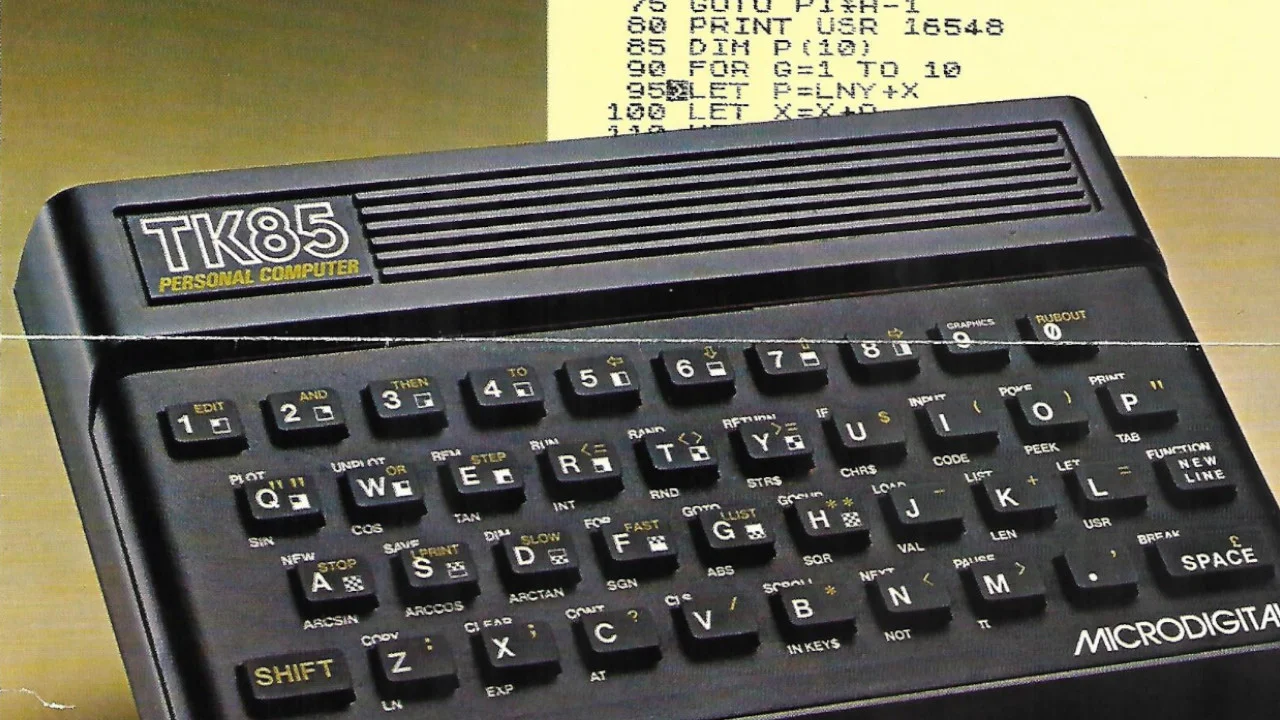 75 GOTO PI*A-1
80 PRINT USR 16548
85 DIM P(10)
90 FOR G=1 TO 10
95 LET P=LNY+X
100 LET X=X+P
110
TK85
PERSONAL COMPUTER
1 EDIT 2 AND 3 THEN 4 TO 5 6 7 8 9 GRAPHICS 0 RUBOUT
PLOT UNPLOT REM RUN RAND RETURN IF INPUT POKE PRINT
Q "" W OR E STEP R <= T <> Y >= U $ I ( O ) P "
SIN COS TAN INT RND STR$ CHR$ CODE PEEK TAB
NEW SAVE DIM FOR GOTO GOSUB LOAD LIST LET FUNCTION
A STOP S LPRINT D SLOW F FAST G LLIST H ** J - K + L = NEW LINE
ARCSIN ARCCOS ARCTAN SGN ABS SQR VAL LEN USR
COPY CLEAR CONT CLS SCROLL NEXT PAUSE BREAK
SHIFT Z : X ; C ? V / B * N < M > . , £ SPACE
LN EXP AT IN KEY$ NOT π
MICRODIGITAL